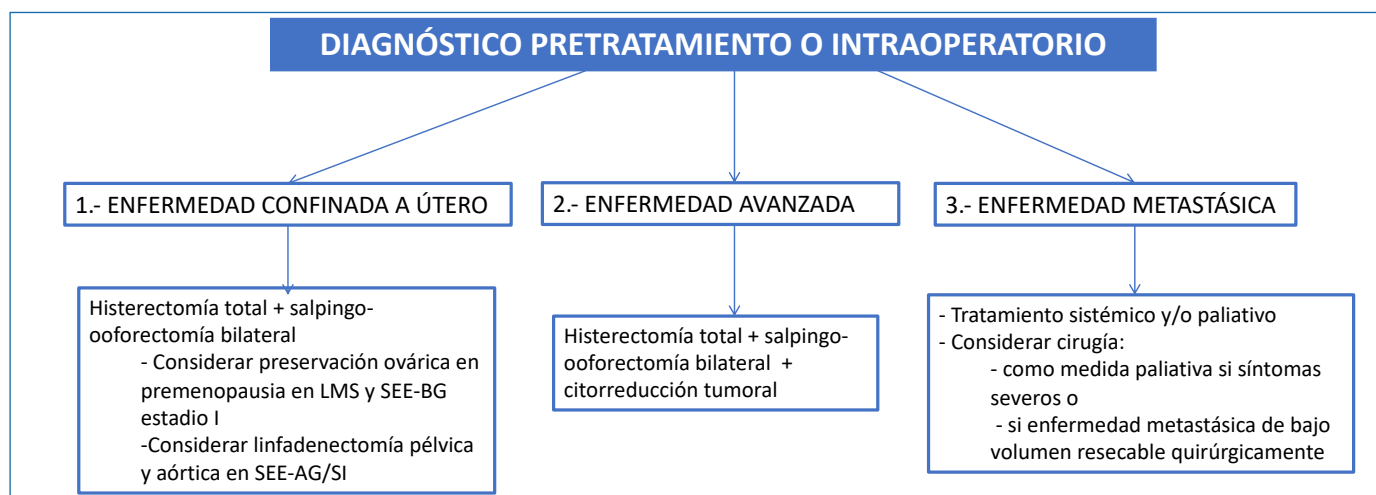 DIAGNÓSTICO PRETRATAMIENTO O INTRAOPERATORIO
1.- ENFERMEDAD CONFINADA A ÚTERO
2.- ENFERMEDAD AVANZADA
3.- ENFERMEDAD METASTÁSICA
Histerectomía total + salpingo-
ooforectomía bilateral
- Considerar preservación ovárica en
premenopausia en LMS y SEE-BG
estadio I
-Considerar linfadenectomía pélvica
y aórtica en SEE-AG/SI
Histerectomía total + salpingo-
ooforectomía bilateral +
citorreducción tumoral
- Tratamiento sistémico y/o paliativo
- Considerar cirugía:
- como medida paliativa si síntomas
severos o
- si enfermedad metastásica de bajo
volumen resecable quirúrgicamente